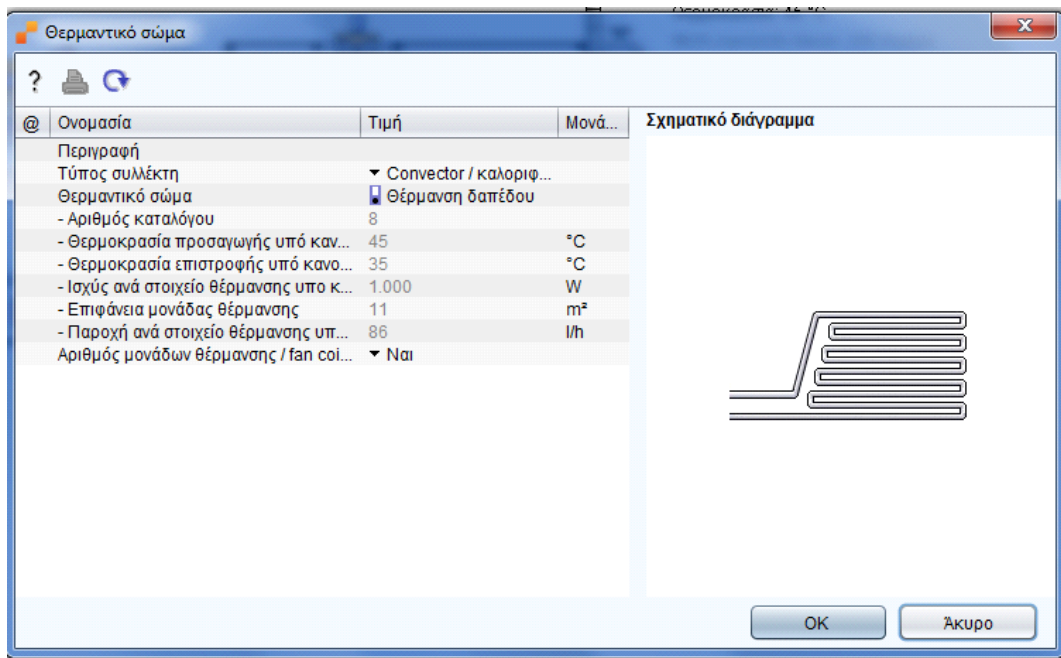 Θερμοκρασία: 45 °C
Θερμαντικό σώμα
?
@ Ονομασία Τιμή Μονά... Σχηματικό διάγραμμα
Περιγραφή
Τύπος συλλέκτη Convector / καλοριφ...
Θερμαντικό σώμα Θέρμανση δαπέδου
- Αριθμός καταλόγου 8
- Θερμοκρασία προσαγωγής υπό καν... 45 °C
- Θερμοκρασία επιστροφής υπό κανο... 35 °C
- Ισχύς ανά στοιχείο θέρμανσης υπο κ... 1.000 W
- Επιφάνεια μονάδας θέρμανσης 11 m²
- Παροχή ανά στοιχείο θέρμανσης υπ... 86 l/h
Αριθμός μονάδων θέρμανσης / fan coi... Ναι
OK Άκυρο